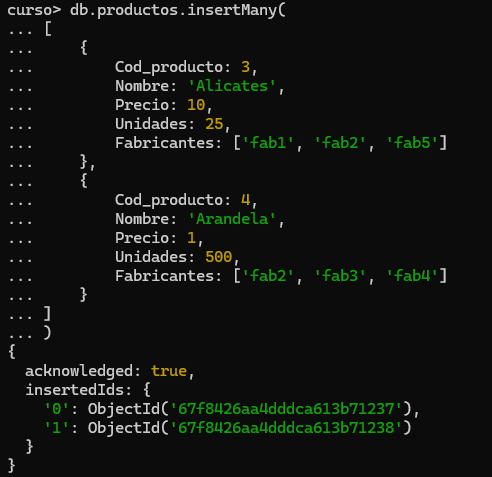 curso> db.productos.insertMany(
... [
...     {
...         Cod_producto: 3,
...         Nombre: 'Alicates',
...         Precio: 10,
...         Unidades: 25,
...         Fabricantes: ['fab1', 'fab2', 'fab5']
...     },
...     {
...         Cod_producto: 4,
...         Nombre: 'Arandela',
...         Precio: 1,
...         Unidades: 500,
...         Fabricantes: ['fab2', 'fab3', 'fab4']
...     }
... ]
... )
{
  acknowledged: true,
  insertedIds: {
    '0': ObjectId('67f8426aa4dddca613b71237'),
    '1': ObjectId('67f8426aa4dddca613b71238')
  }
}